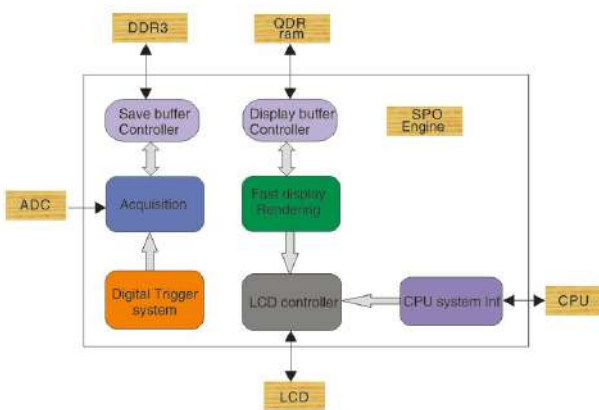 DDR3
QDR
ram
Save buffer
Controller
Display buffer
Controller
SPO
Engine
ADC
Acquisition
Fast display
Rendering
Digital Trigger
system
LCD controller
CPU system Inf
CPU
LCD